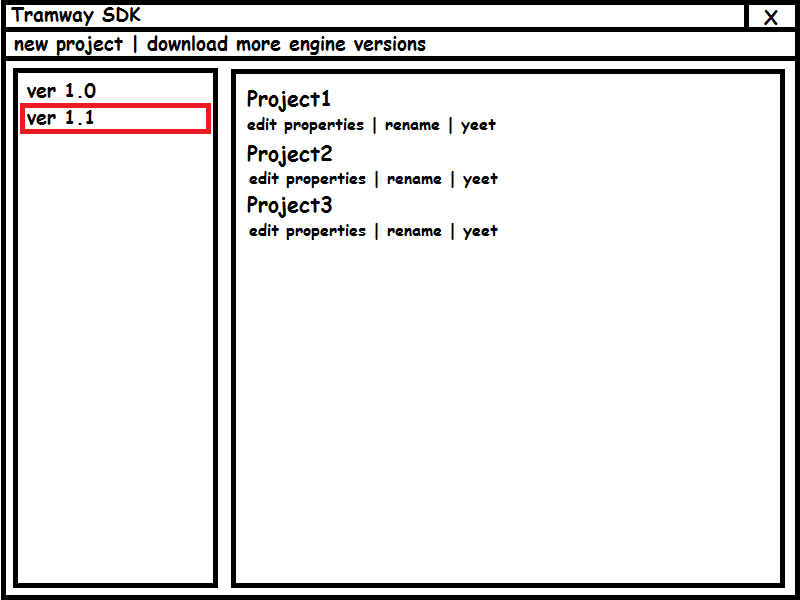 Tramway SDK X
new project | download more engine versions
ver 1.0
ver 1.1
Project1
edit properties | rename | yeet
Project2
edit properties | rename | yeet
Project3
edit properties | rename | yeet